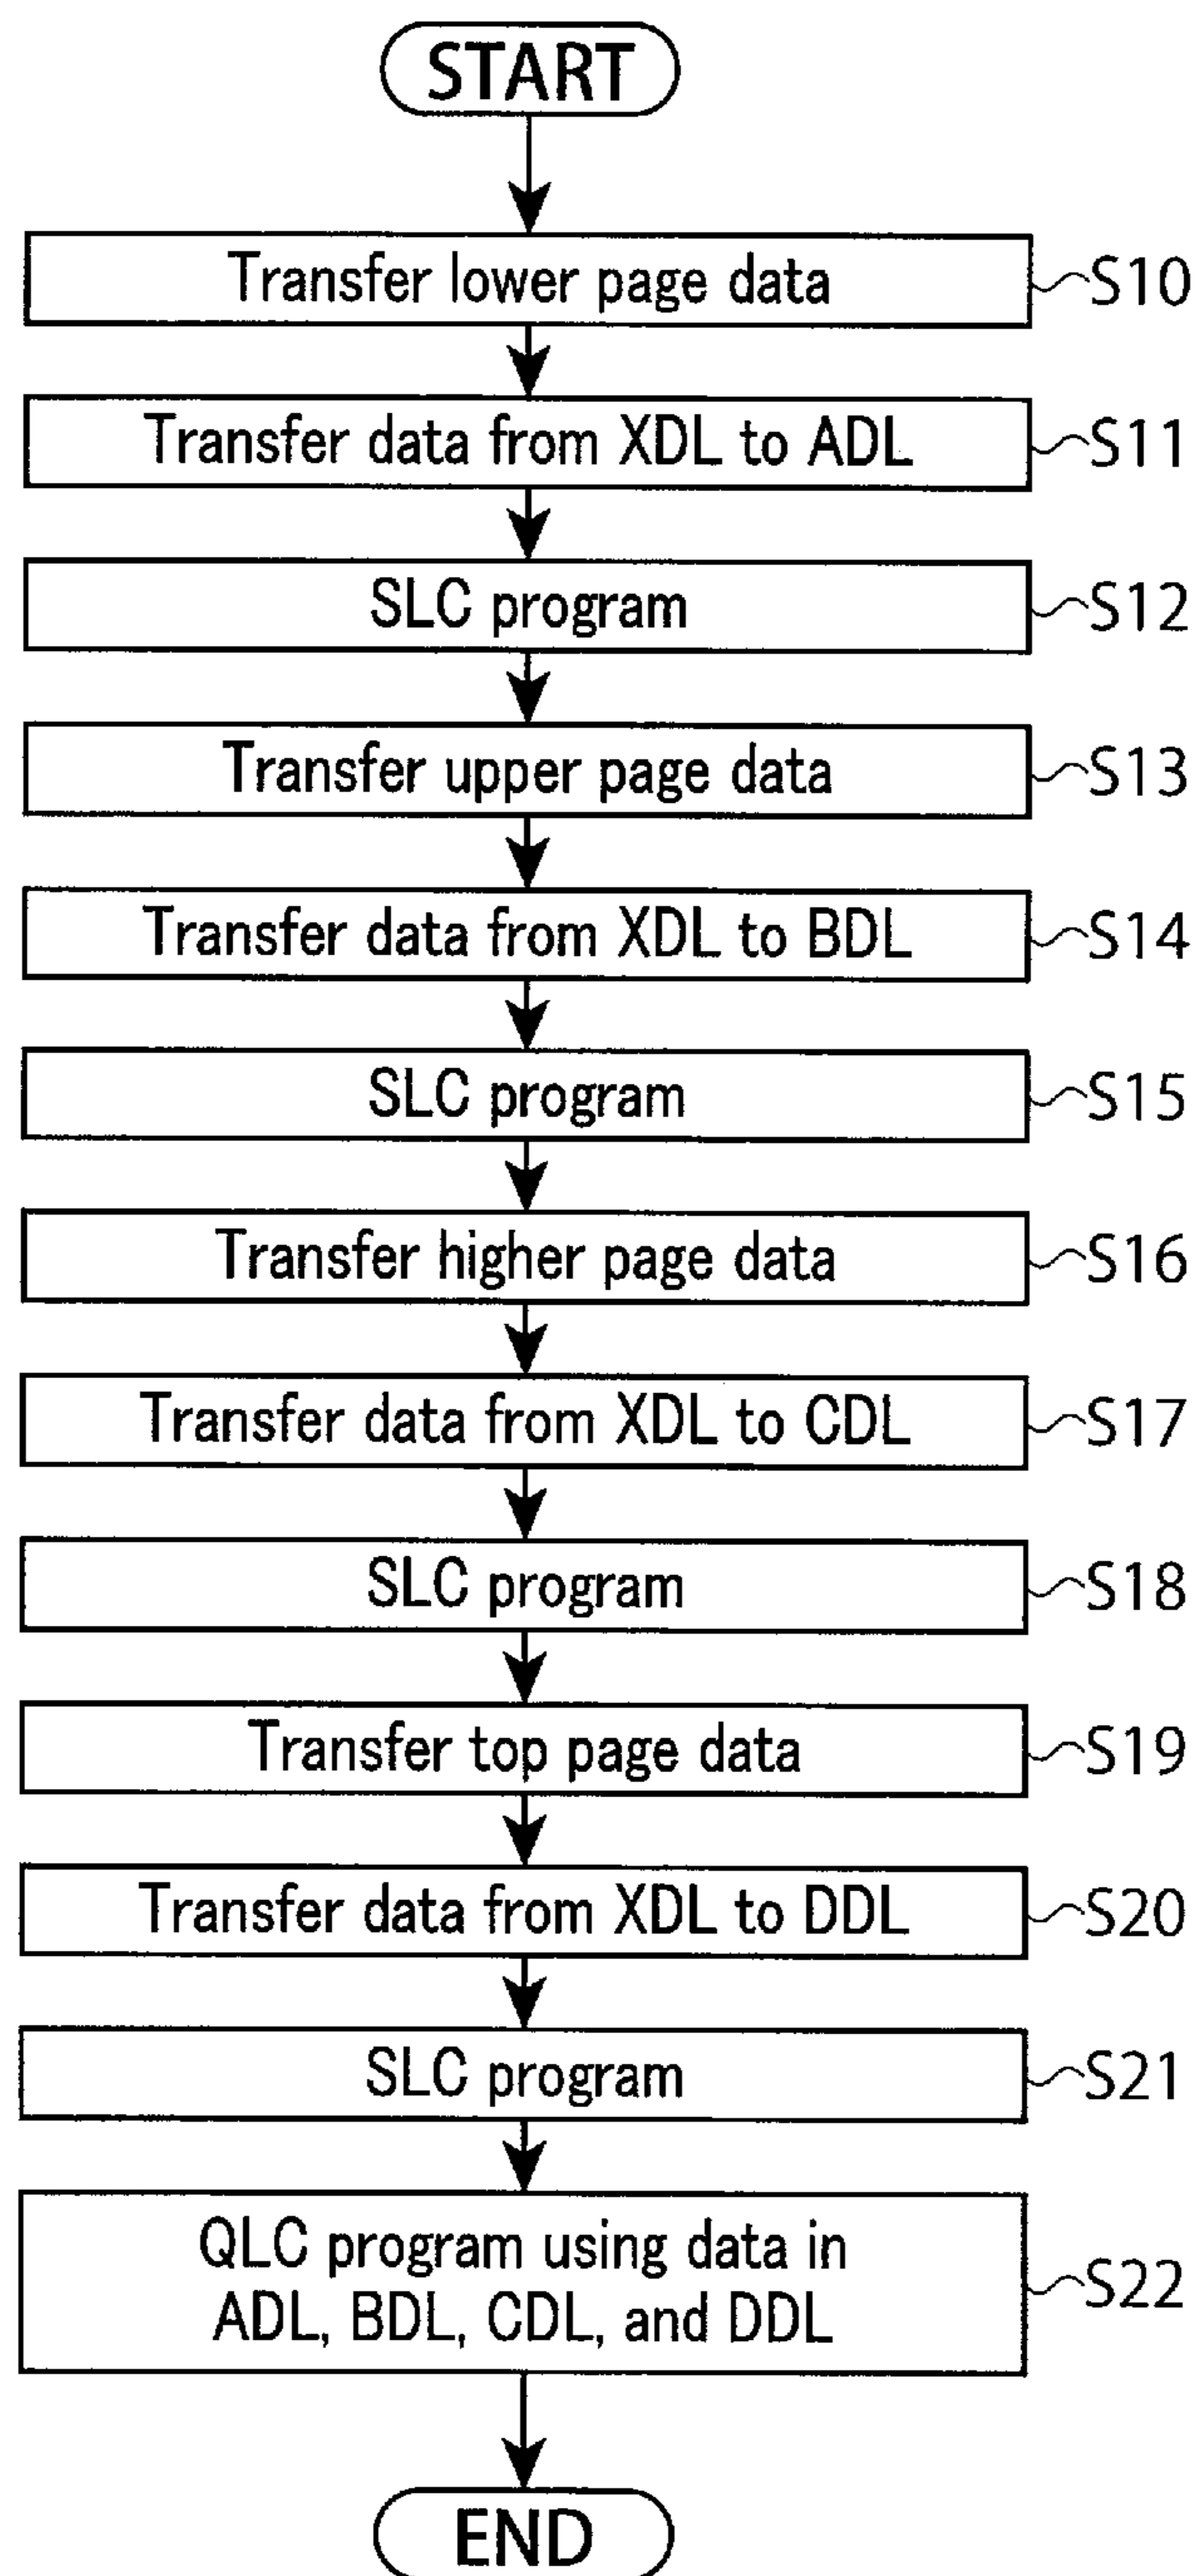 START
Transfer lower page data
S10
Transfer data from XDL to ADL
S11
SLC program
S12
Transfer upper page data
S13
Transfer data from XDL to BDL
S14
SLC program
S15
Transfer higher page data
S16
Transfer data from XDL to CDL
S17
SLC program
S18
Transfer top page data
S19
Transfer data from XDL to DDL
S20
SLC program
S21
QLC program using data in
ADL, BDL, CDL, and DDL
S22
END